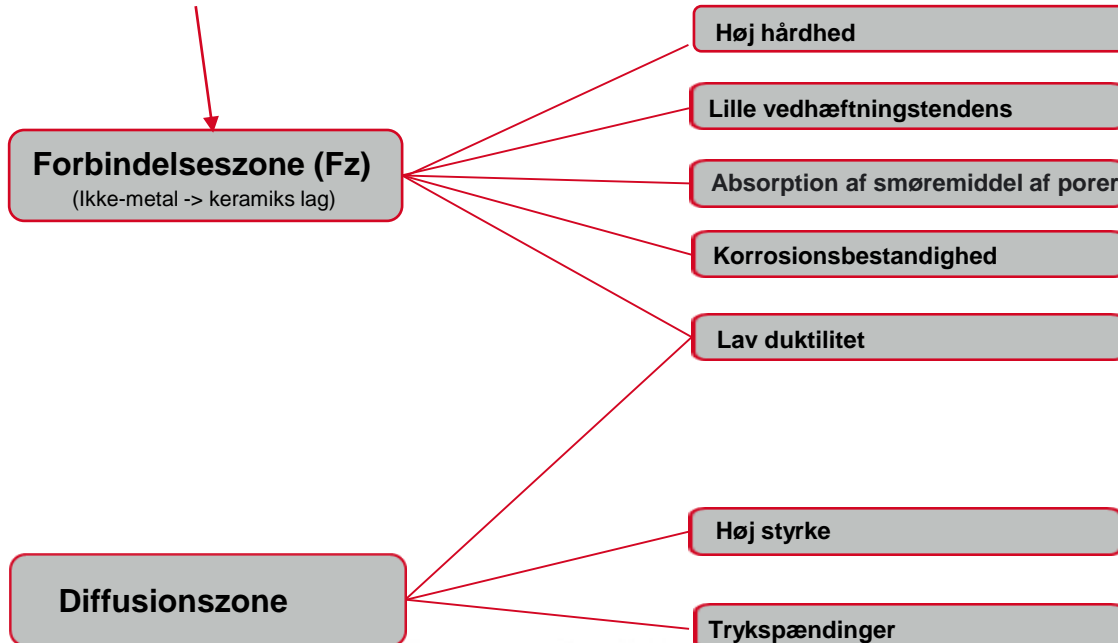 Høj hårdhed
Lille vedhæftningstendens
Forbindelseszone (Fz)
(Ikke-metal -> keramiks lag)
Absorption af smøremiddel af porer
Korrosionsbestandighed
Lav duktilitet
Høj styrke
Diffusionszone
Trykspændinger